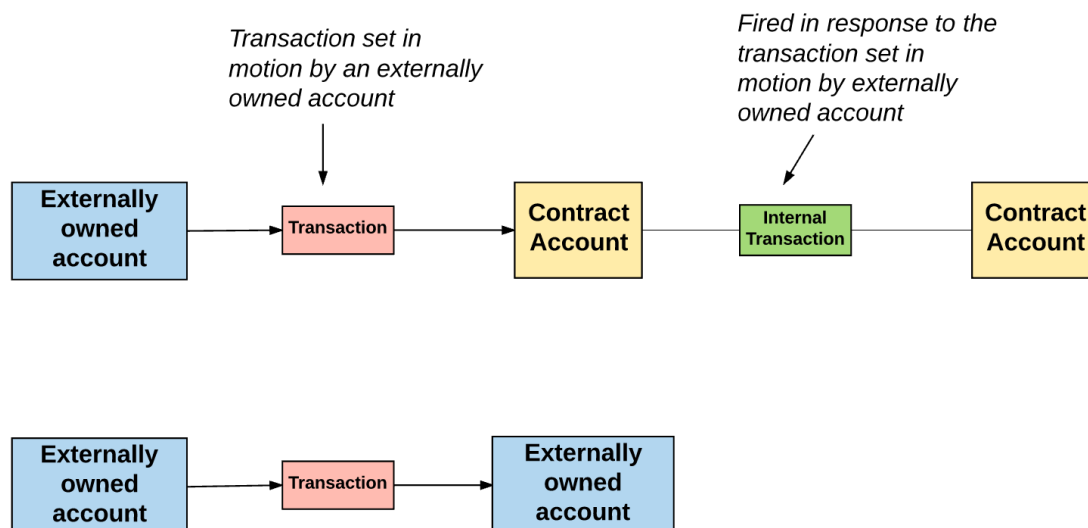 Transaction set in
motion by an externally
owned account
Fired in response to the
transaction set in
motion by externally
owned account
Externally
owned
account
Transaction
Contract
Account
Internal
Transaction
Contract
Account
Externally
owned
account
Transaction
Externally
owned
account